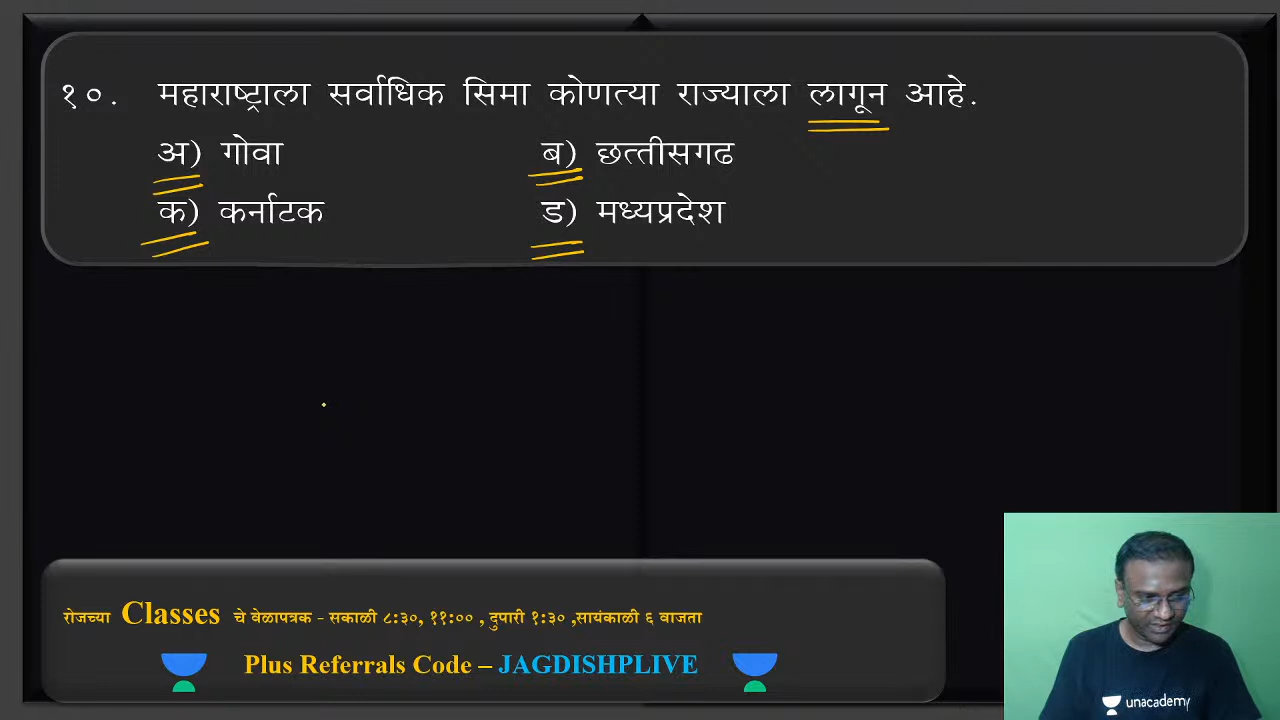 १०. महाराष्ट्राला सर्वाधिक सिमा कोणत्या राज्याला लागून आहे.
अ) गोवा ब) छत्तीसगढ
क) कर्नाटक ड) मध्यप्रदेश
रोजच्या Classes चे वेळापत्रक - सकाळी ८:३०, ११:०० , दुपारी १:३० ,सायंकाळी ६ वाजता
Plus Referrals Code – JAGDISHPLIVE
unacademy